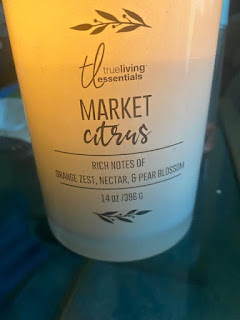 tl trueliving
essentials
MARKET
citrus
RICH NOTES OF
ORANGE ZEST, NECTAR, & PEAR BLOSSOM
14 OZ /396 G